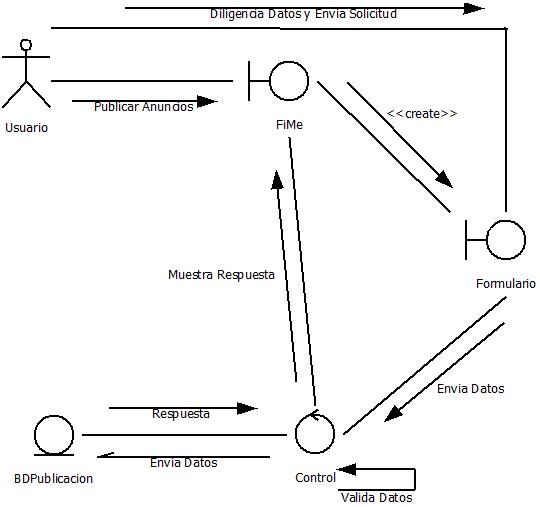 Diligencia Datos y Envia Solicitud
Publicar Anuncios
Usuario
FiMe
<<create>>
Muestra Respuesta
Formulario
Envia Datos
Respuesta
Envia Datos
BDPublicacion
Control
Valida Datos